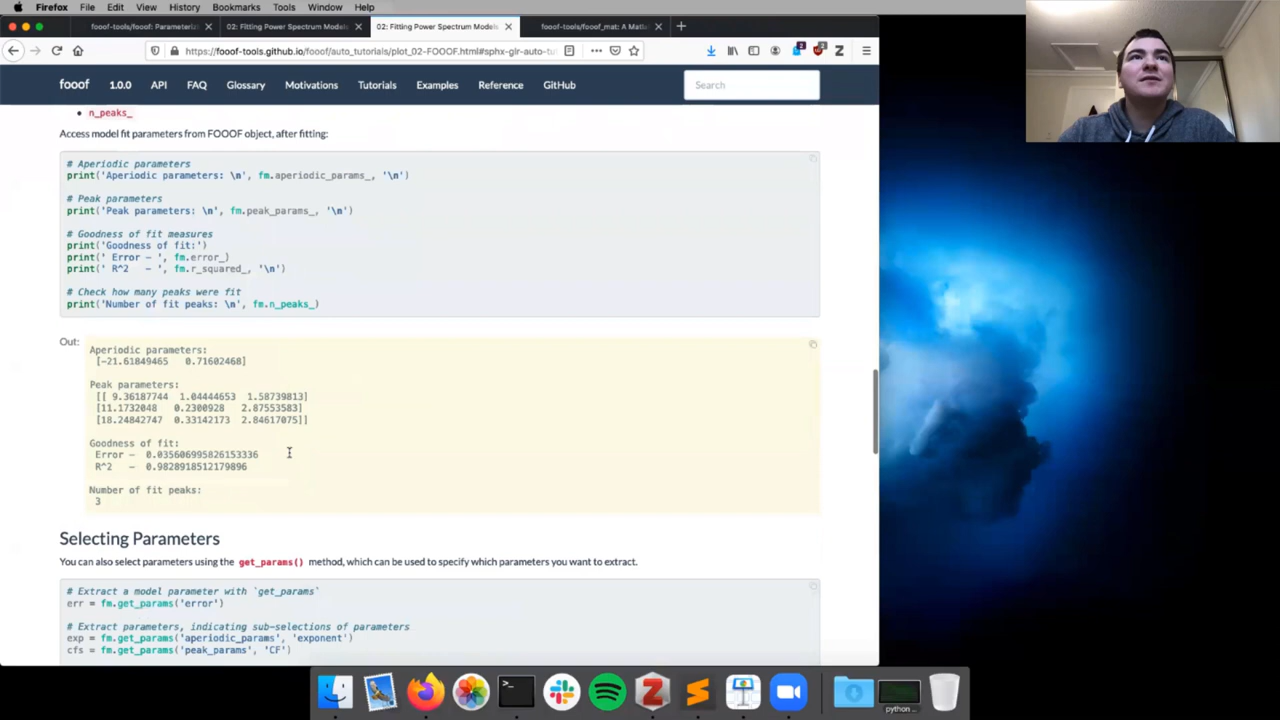 Firefox File Edit View History Bookmarks Tools Window Help
fooof-tools/fooof: Parameteriz
02: Fitting Power Spectrum Models
02: Fitting Power Spectrum Models
fooof-tools/fooof_mat: A Matla
https://fooof-tools.github.io/fooof/auto_tutorials/plot_02-FOOOF.html#sphx-glr-auto-tu
fooof 1.0.0 API FAQ Glossary Motivations Tutorials Examples Reference GitHub Search
n_peaks_
Access model fit parameters from FOOOF object, after fitting:
# Aperiodic parameters
print('Aperiodic parameters: \n', fm.aperiodic_params_, '\n')
# Peak parameters
print('Peak parameters: \n', fm.peak_params_, '\n')
# Goodness of fit measures
print('Goodness of fit:')
print(' Error - ', fm.error_)
print(' R^2   - ', fm.r_squared_, '\n')
# Check how many peaks were fit
print('Number of fit peaks: \n', fm.n_peaks_)
Out:
Aperiodic parameters:
[-21.61849465 0.71602468]
Peak parameters:
[[ 9.36187744 1.04444653 1.58739813]
[11.1732048 0.2300928 2.87553583]
[18.24842747 0.33142173 2.84617075]]
Goodness of fit:
Error - 0.035606995826153336
R^2 - 0.9828918512179896
Number of fit peaks:
3
Selecting Parameters
You can also select parameters using the get_params() method, which can be used to specify which parameters you want to extract.
# Extract a model parameter with `get_params`
err = fm.get_params('error')
# Extract parameters, indicating sub-selections of parameters
exp = fm.get_params('aperiodic_params', 'exponent')
cfs = fm.get_params('peak_params', 'CF')
python